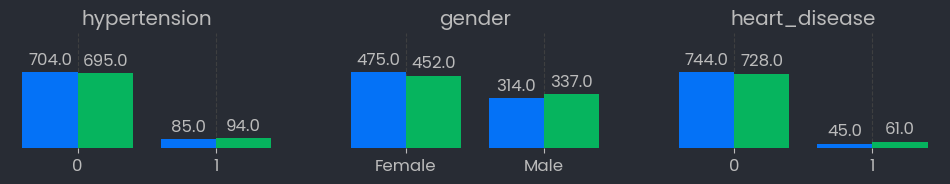 hypertension
704.0 695.0
85.0 94.0
0 1
gender
475.0 452.0
314.0 337.0
Female Male
heart_disease
744.0 728.0
45.0 61.0
0 1